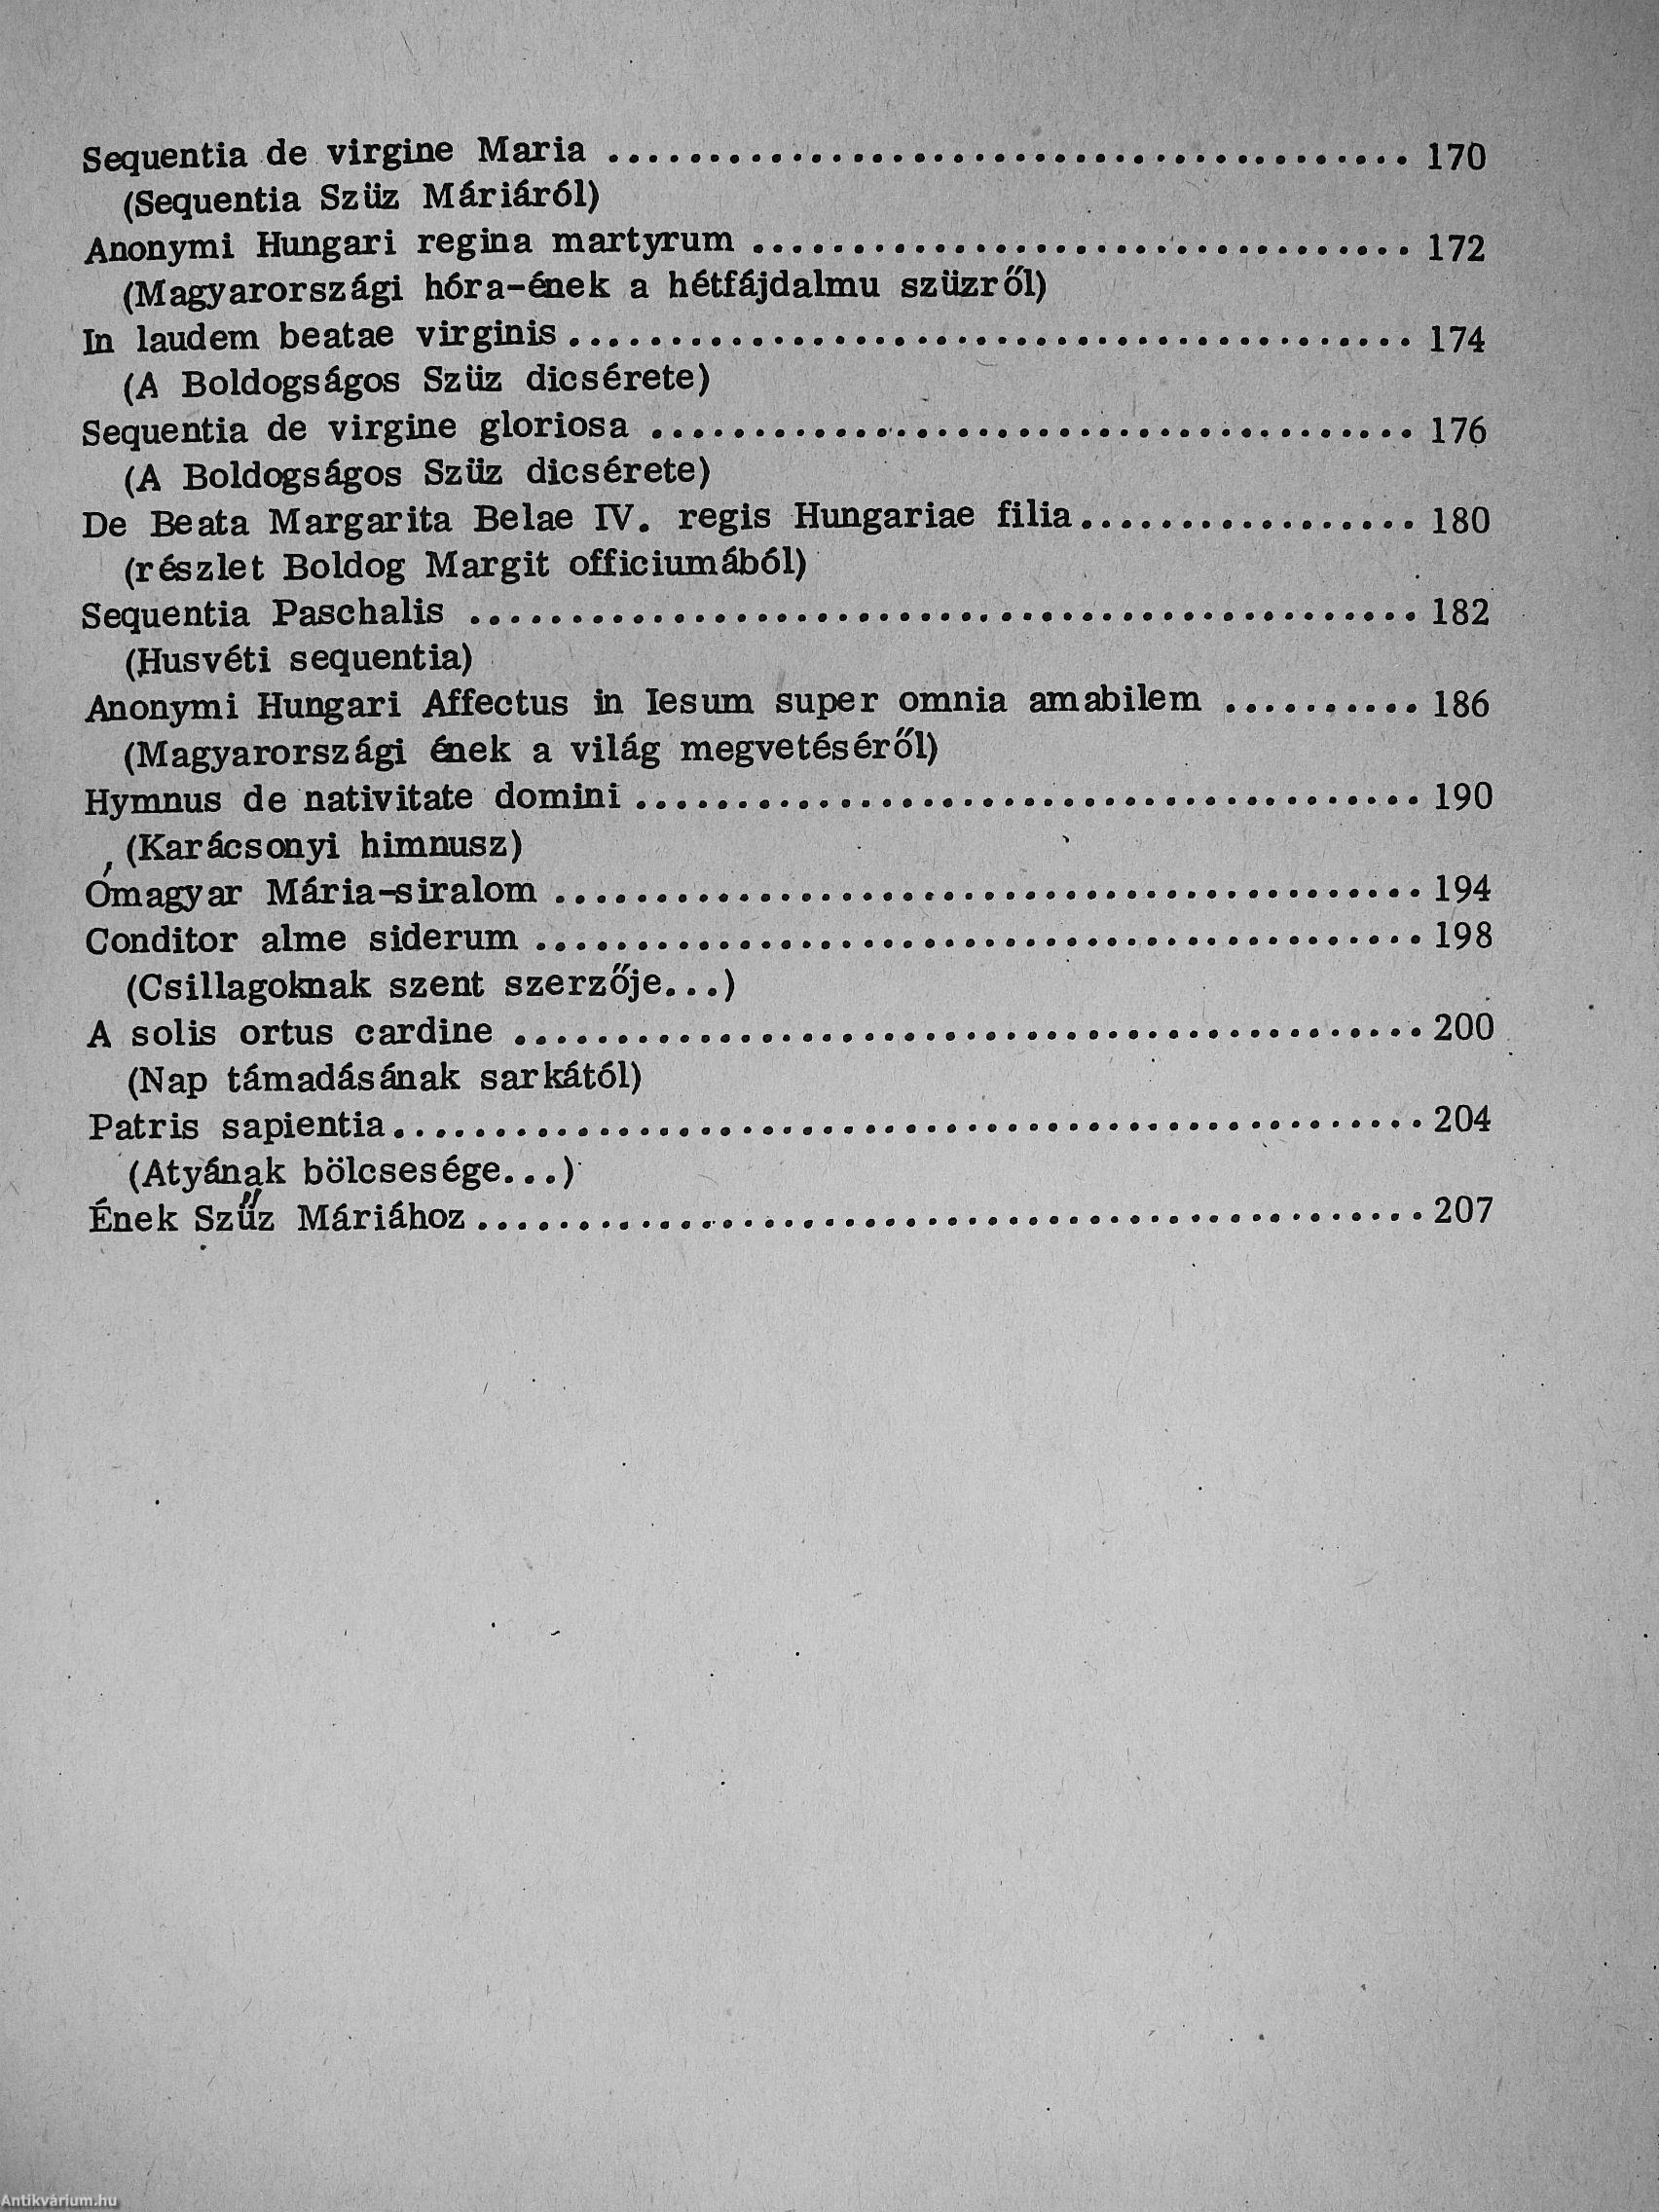 Sequentia de virgine Maria ........................................ 170
(Sequentia Szüz Máriáról)
Anonymi Hungari regina martyrum ................................. 172
(Magyarországi hóra-ének a hétfájdalmu szüzről)
In laudem beatae virginis .......................................... 174
(A Boldogságos Szüz dicsérete)
Sequentia de virgine gloriosa ...................................... 176
(A Boldogságos Szüz dicsérete)
De Beata Margarita Belae IV. regis Hungariae filia ................. 180
(részlet Boldog Margit officiumából)
Sequentia Paschalis ............................................... 182
(Husvéti sequentia)
Anonymi Hungari Affectus in Iesum super omnia amabilem .......... 186
(Magyarországi ének a világ megvetéséről)
Hymnus de nativitate domini ....................................... 190
(Karácsonyi himnusz)
Ómagyar Mária-siralom ........................................... 194
Conditor alme siderum ............................................ 198
(Csillagoknak szent szerzője...)
A solis ortus cardine ............................................. 200
(Nap támadásának sarkától)
Patris sapientia ................................................... 204
(Atyának bölcsesége...)
Ének Szűz Máriához ............................................... 207
Antikvárium.hu